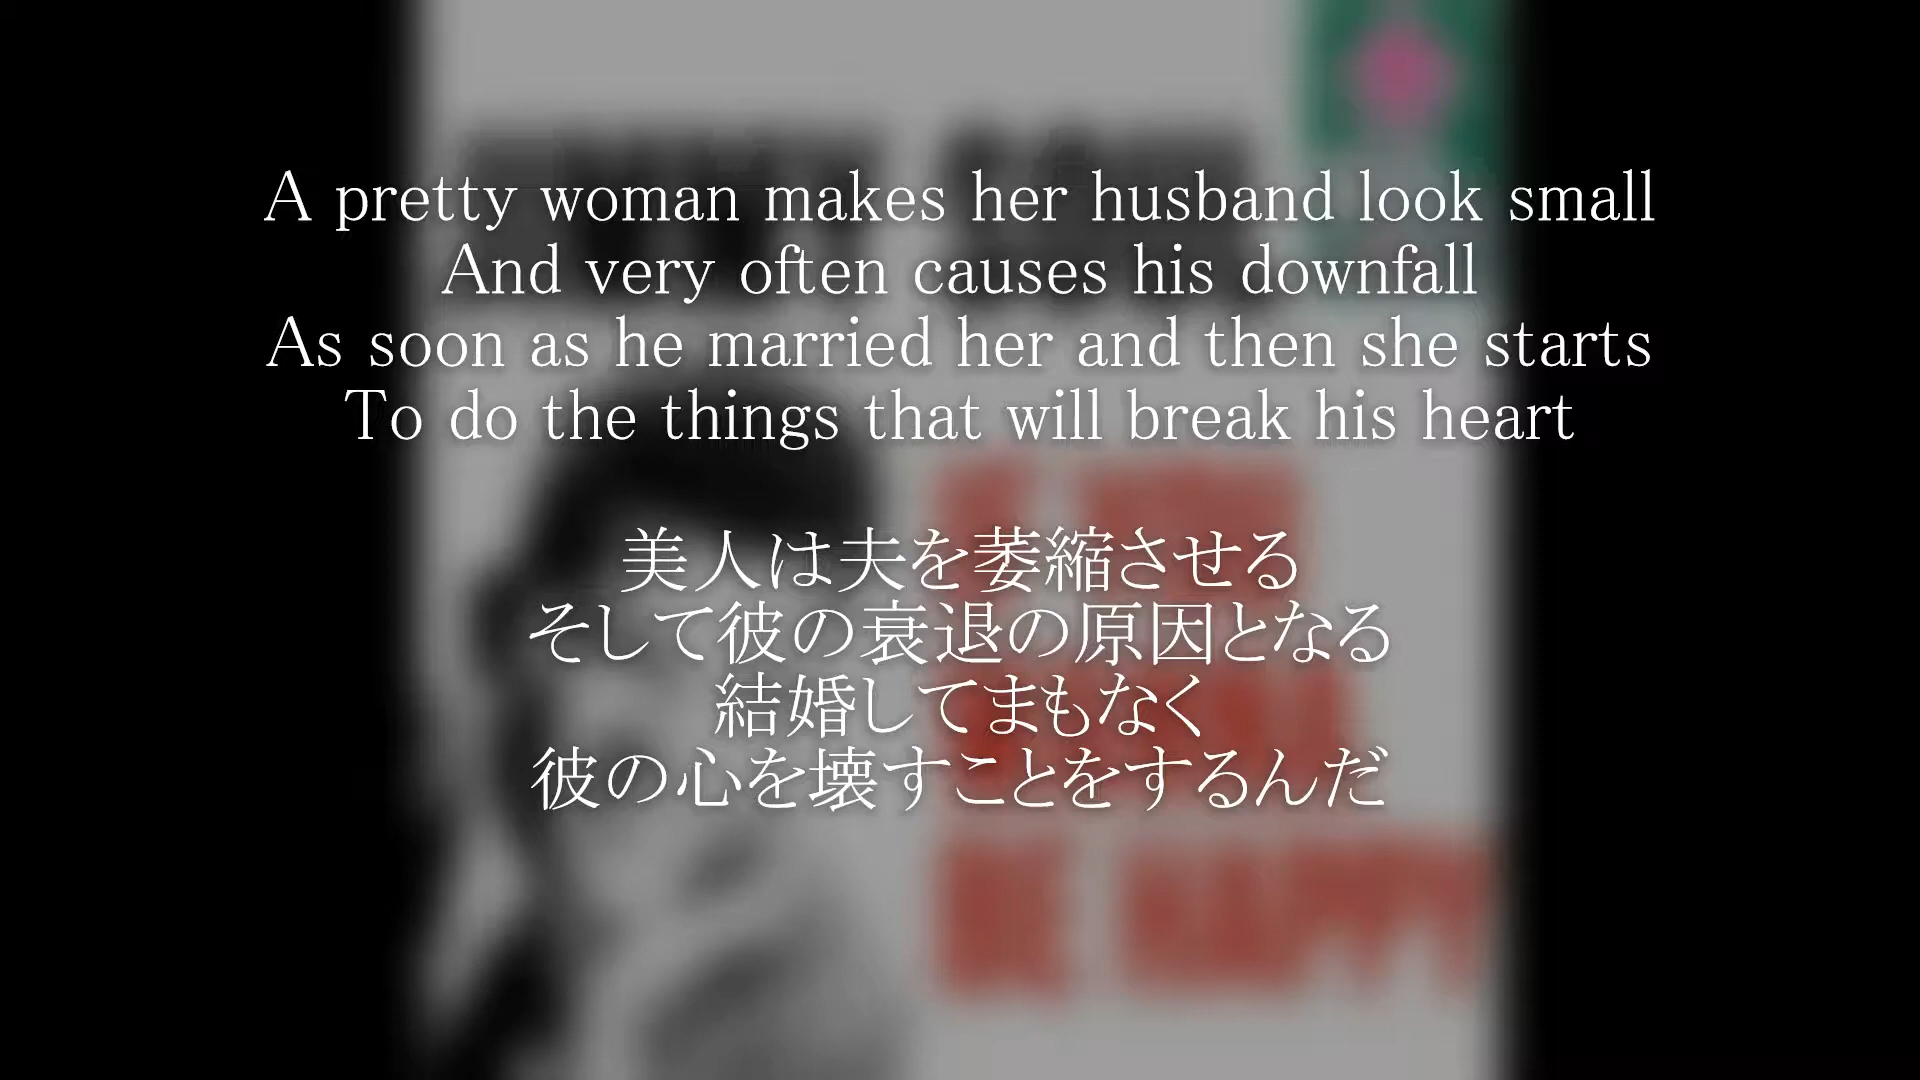 A pretty woman makes her husband look small
And very often causes his downfall
As soon as he married her and then she starts
To do the things that will break his heart
美人は夫を萎縮させる
そして彼の衰退の原因となる
結婚してまもなく
彼の心を壊すことをするんだ
BE HAPPY